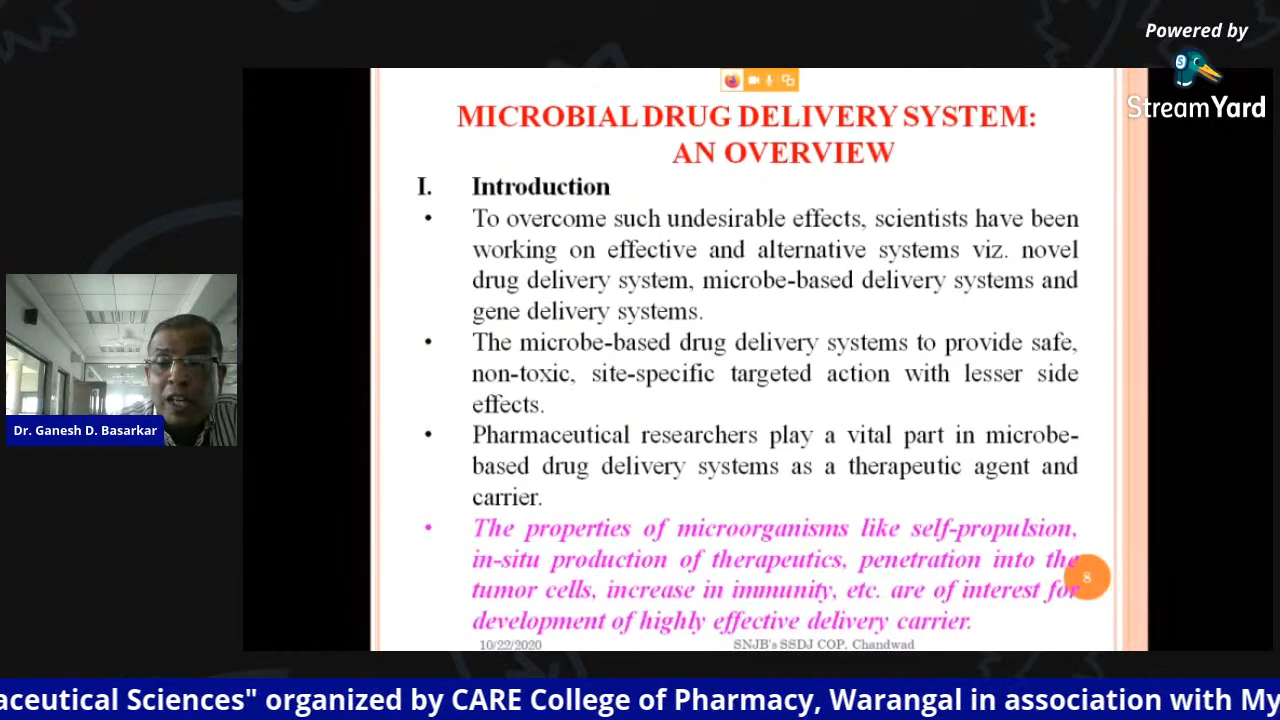 Powered by
StreamYard
MICROBIAL DRUG DELIVERY SYSTEM:
AN OVERVIEW
I. Introduction
• To overcome such undesirable effects, scientists have been
working on effective and alternative systems viz. novel
drug delivery system, microbe-based delivery systems and
gene delivery systems.
• The microbe-based drug delivery systems to provide safe,
non-toxic, site-specific targeted action with lesser side
effects.
• Pharmaceutical researchers play a vital part in microbe-
based drug delivery systems as a therapeutic agent and
carrier.
• The properties of microorganisms like self-propulsion,
in-situ production of therapeutics, penetration into the
tumor cells, increase in immunity, etc. are of interest for
development of highly effective delivery carrier.
8
10/22/2020 SNJB's SSDJ COP, Chandwad
Dr. Ganesh D. Basarkar
aceutical Sciences" organized by CARE College of Pharmacy, Warangal in association with My